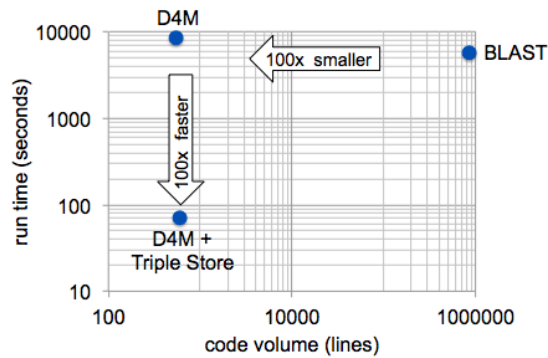 D4M
10000
BLAST
100x  smaller
1000
100x  faster
run time (seconds)
100
D4M +
Triple Store
10
100
10000
1000000
code volume (lines)